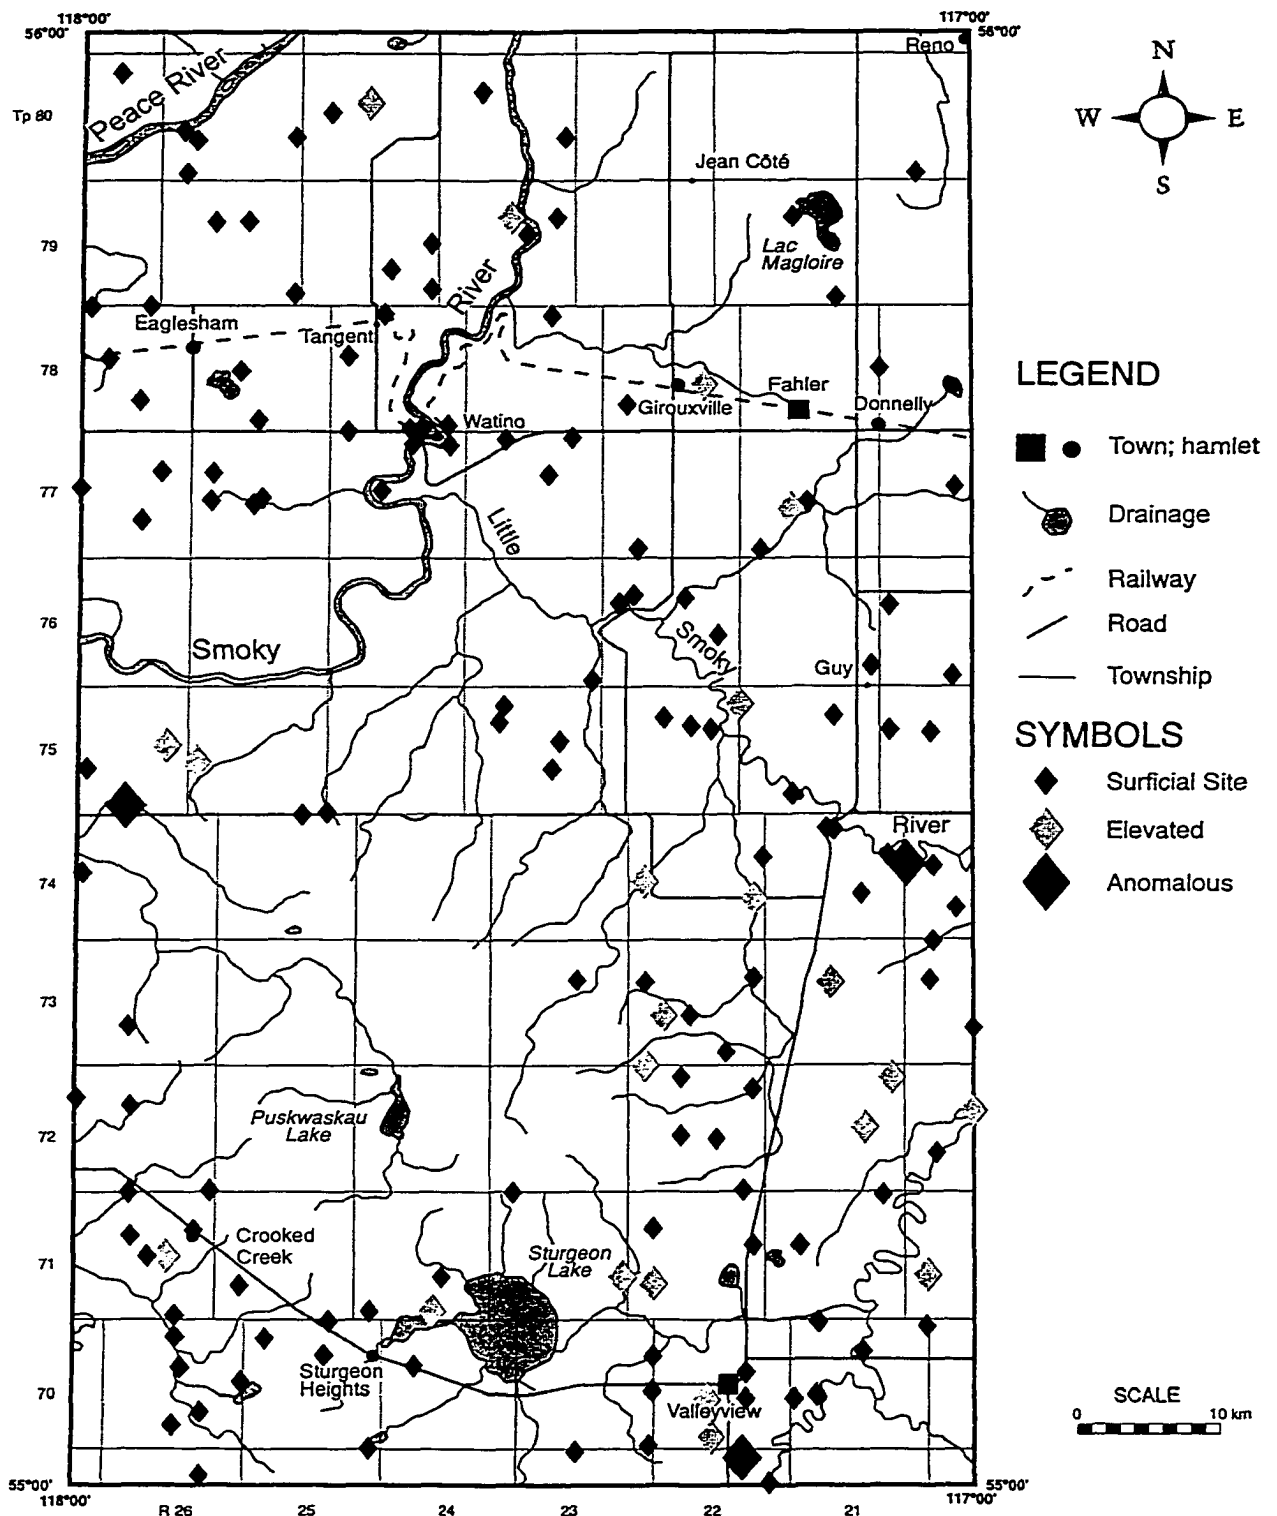 118°00'
117°00'
56°00'
56°00'
Reno
N
W
E
S
Peace River
Tp 80
Jean Côté
79
Lac
Magloire
River
Eaglesham
Tangent
78
Fahler
Girouxville
Donnelly
Watino
77
Little
76
Smoky
Smoky
Guy
75
River
74
73
72
Puskwaskau
Lake
Crooked
Creek
71
Sturgeon
Lake
Sturgeon
Heights
70
Valleyview
55°00'
55°00'
118°00'
117°00'
R 26
25
24
23
22
21
LEGEND
Town; hamlet
Drainage
Railway
Road
Township
SYMBOLS
Surficial Site
Elevated
Anomalous
SCALE
0
10 km